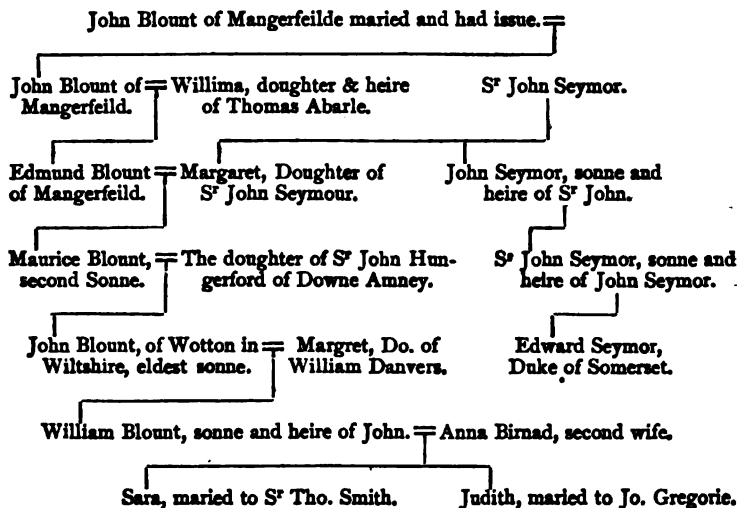 John Blount of Mangerfeilde maried and had issue.
John Blount of Mangerfeild. = Willima, doughter & heire of Thomas Abarle. Sr John Seymor.
Edmund Blount of Mangerfeild. = Margaret, Doughter of Sr John Seymour. John Seymor, sonne and heire of Sr John.
Maurice Blount, second Sonne. = The doughter of Sr John Hungerford of Downe Amney. Sr John Seymor, sonne and heire of John Seymor.
John Blount, of Wotton in Wiltshire, eldest sonne. = Margret, Do. of William Danvers. Edward Seymor, Duke of Somerset.
William Blount, sonne and heire of John. = Anna Birnad, second wife.
Sara, maried to Sr Tho. Smith. Judith, maried to Jo. Gregorie.